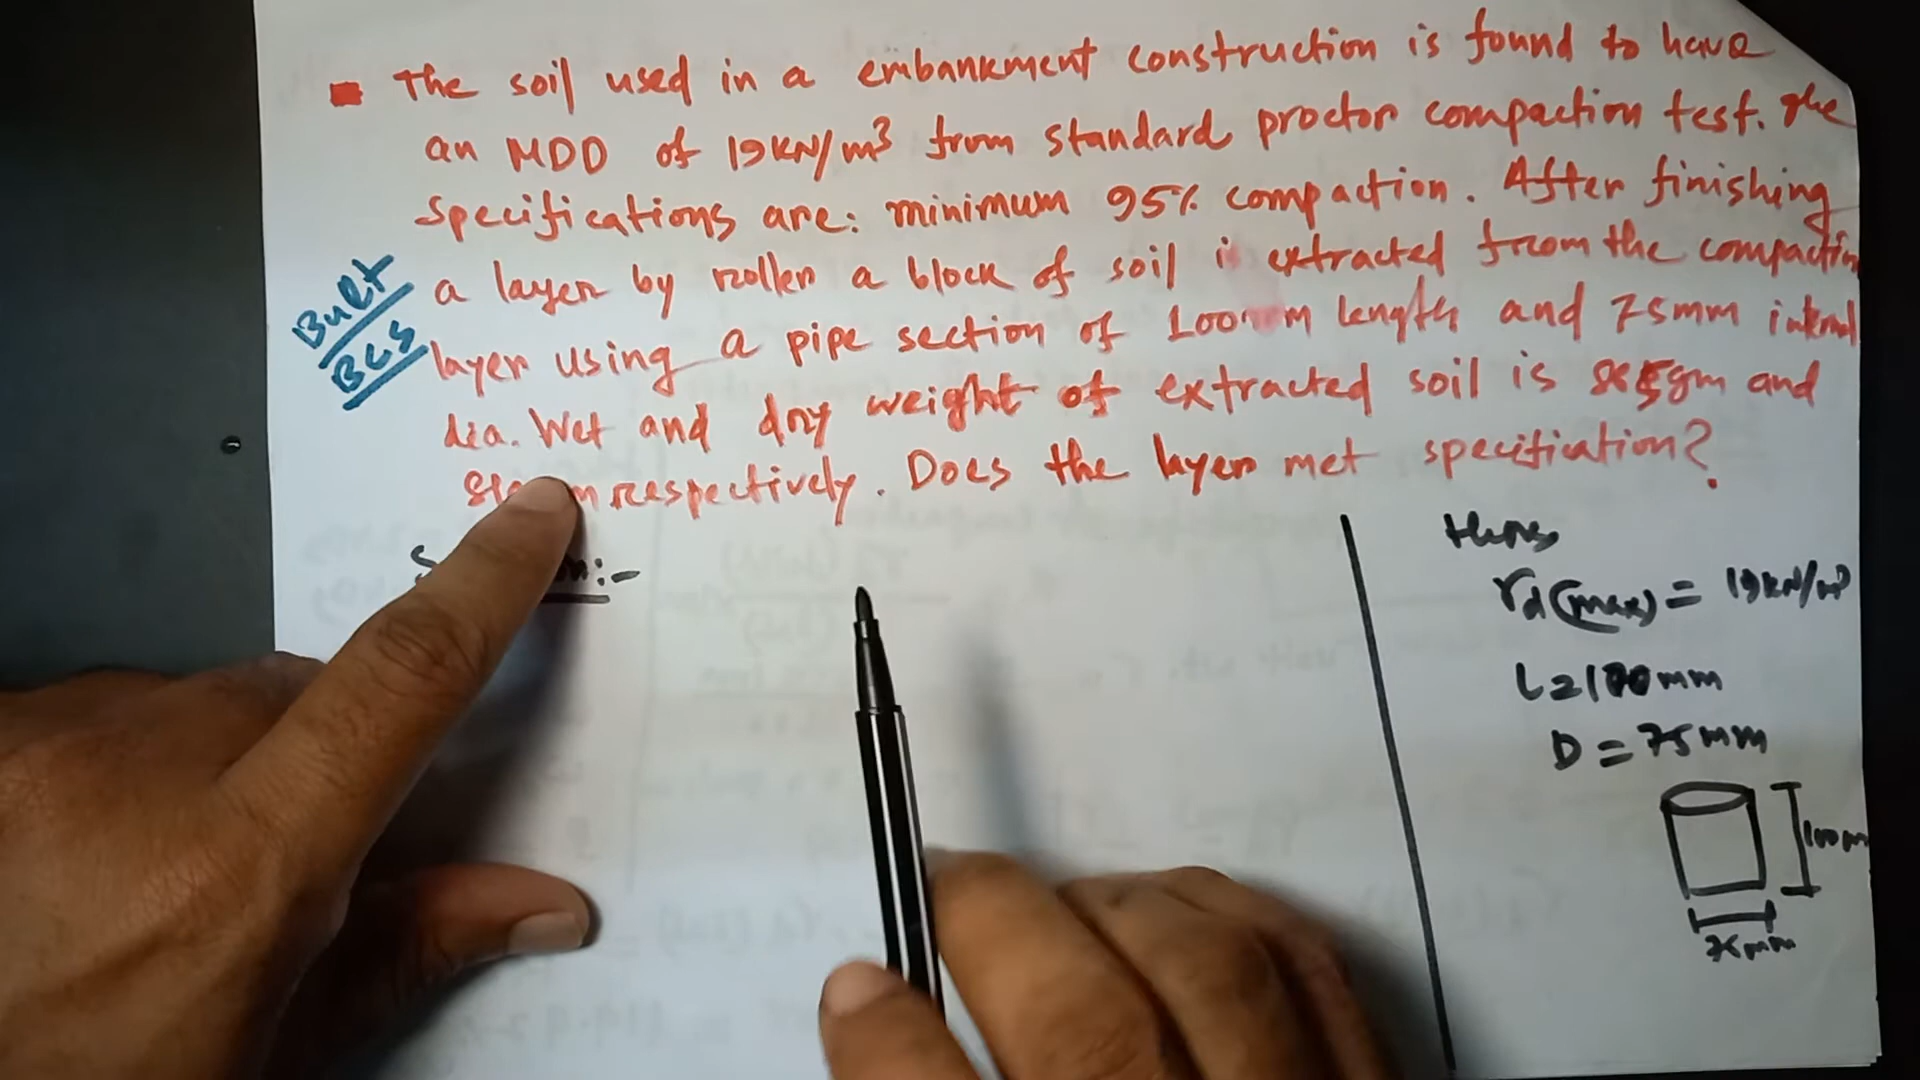 The soil used in a embankment construction is found to have
an MDD of 19kN/m³ from standard proctor compaction test. The
specifications are: minimum 95% compaction. After finishing
a layer by roller a block of soil is extracted from the compaction
layer using a pipe section of 100mm length and 75mm internal
dia. Wet and dry weight of extracted soil is gm and
respectively. Does the layer met specification?
Buet
BCS
:-
γd(max) = 19kN/m³
L=100mm
D = 75mm
100m
75mm